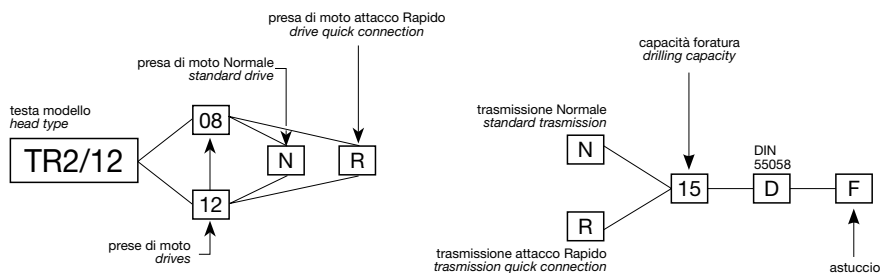 presa di moto attacco Rapido
drive quick connection
presa di moto Normale
standard drive
testa modello
head type
TR2/12
08
12
N
R
prese di moto
drives
capacità foratura
drilling capacity
trasmissione Normale
standard trasmission
N
R
15
DIN
55058
D
F
trasmissione attacco Rapido
trasmission quick connection
astuccio